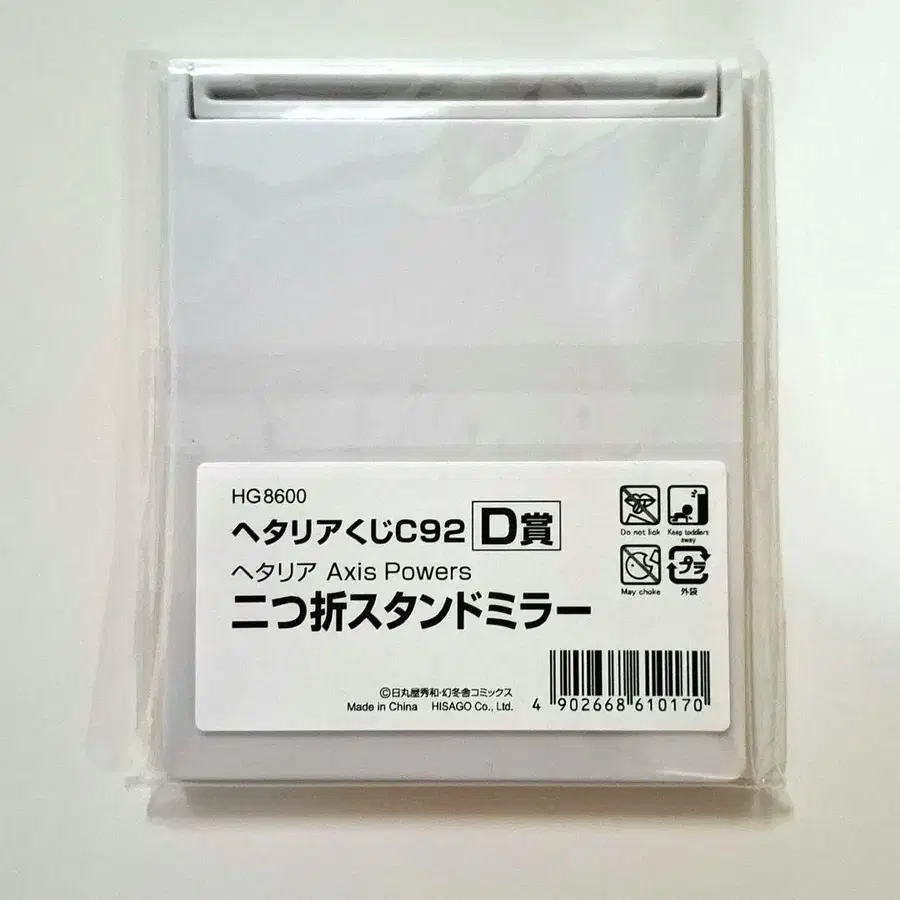 HG8600
ヘタリアくじC92 D賞
ヘタリア Axis Powers
二つ折スタンドミラー
Do not lick
Keep toddlers away
May choke
プラ
外袋
©日丸屋秀和・幻冬舎コミックス
Made in China HISAGO Co., Ltd.
4 902668 610170